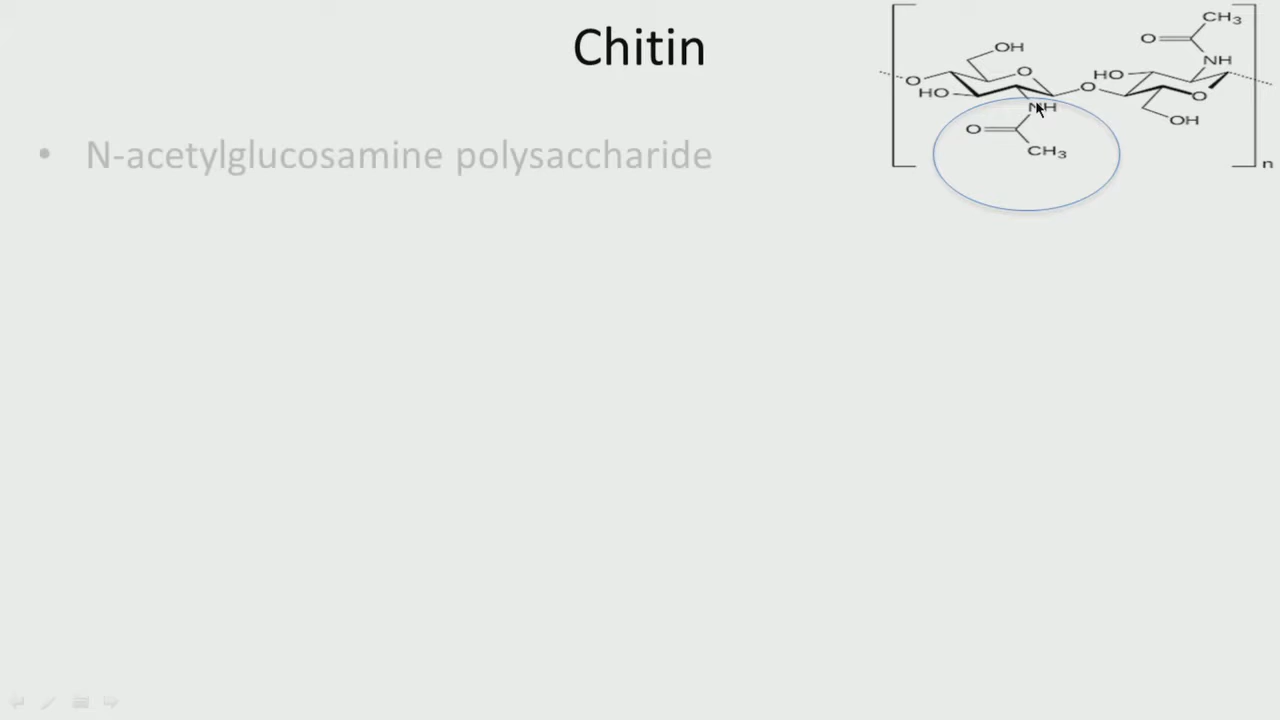 Chitin
• N-acetylglucosamine polysaccharide
CH3
O
NH
OH
O
HO
O
O
HO
O
O
NH
OH
O
CH3
n